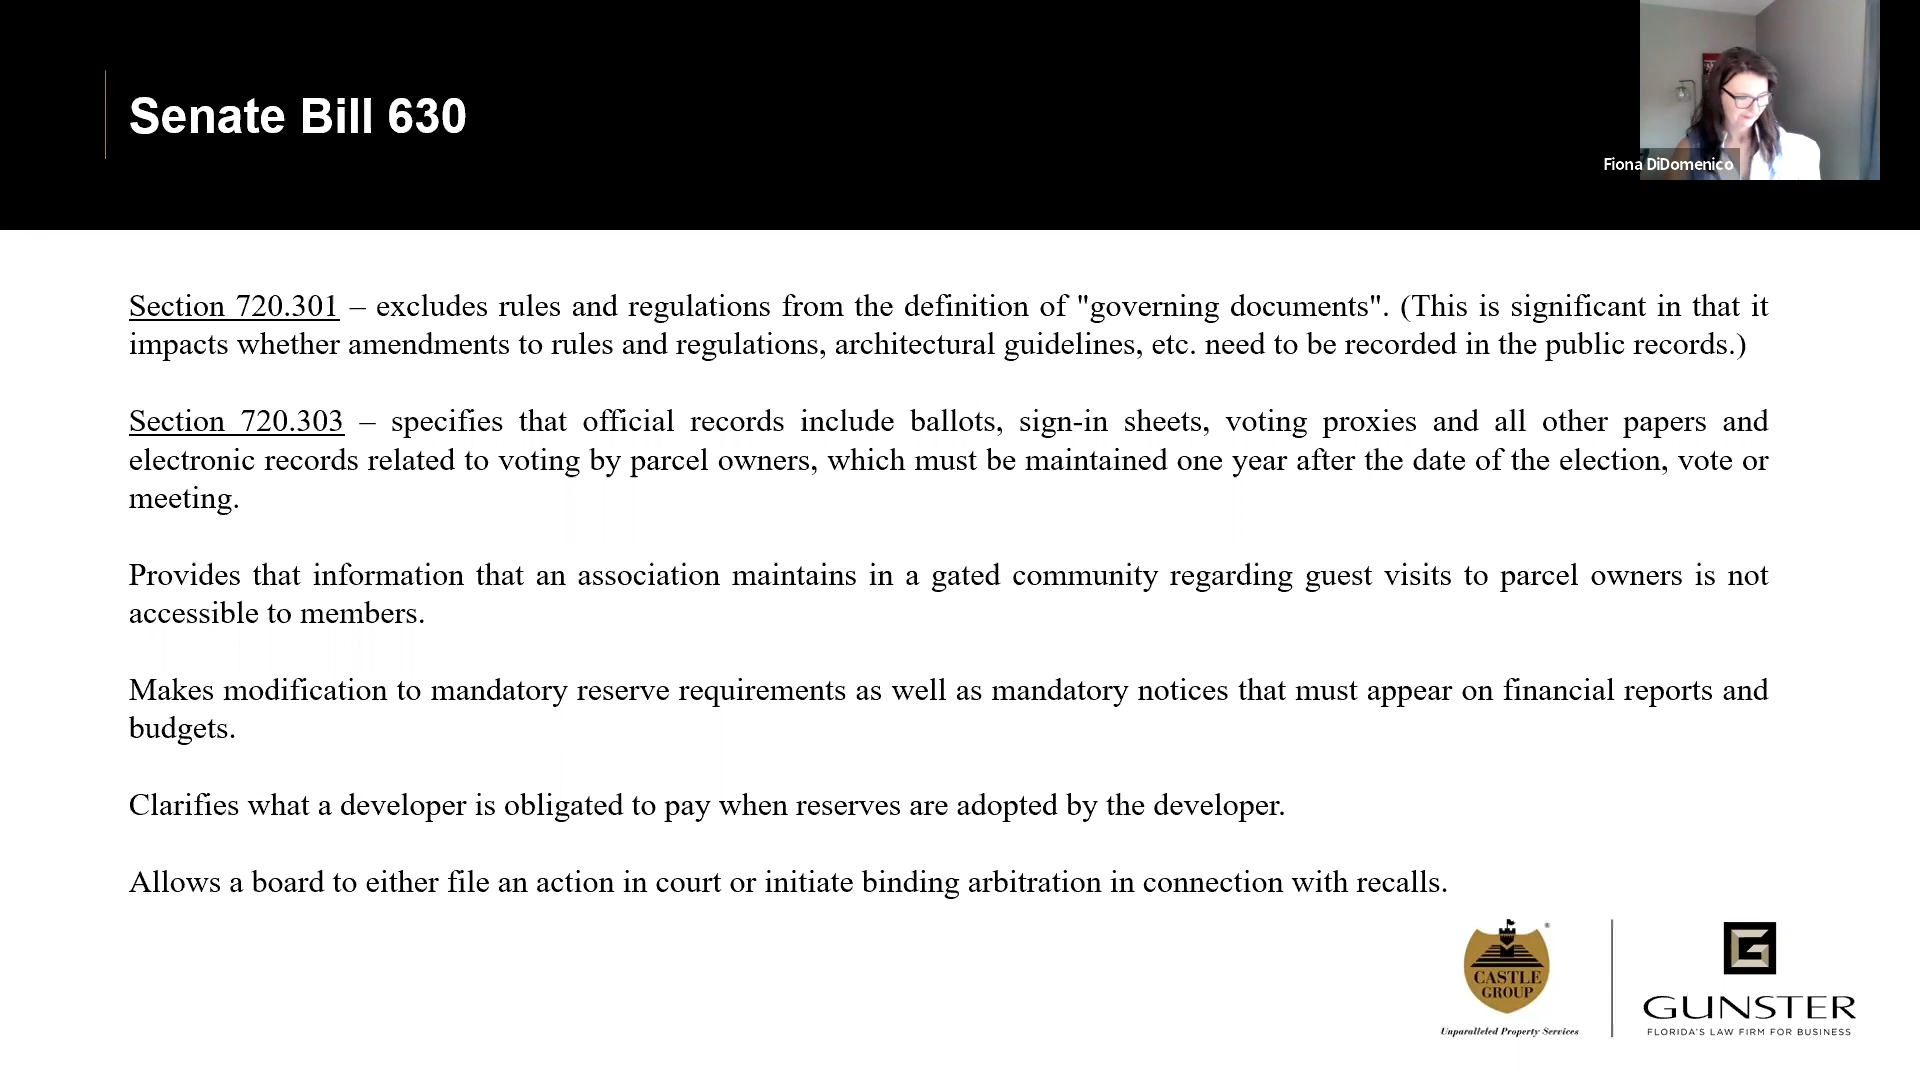 Senate Bill 630
Fiona DiDomenico
Section 720.301 – excludes rules and regulations from the definition of "governing documents". (This is significant in that it
impacts whether amendments to rules and regulations, architectural guidelines, etc. need to be recorded in the public records.)
Section 720.303 – specifies that official records include ballots, sign-in sheets, voting proxies and all other papers and
electronic records related to voting by parcel owners, which must be maintained one year after the date of the election, vote or
meeting.
Provides that information that an association maintains in a gated community regarding guest visits to parcel owners is not
accessible to members.
Makes modification to mandatory reserve requirements as well as mandatory notices that must appear on financial reports and
budgets.
Clarifies what a developer is obligated to pay when reserves are adopted by the developer.
Allows a board to either file an action in court or initiate binding arbitration in connection with recalls.
CASTLE
GROUP
®
Unparalleled Property Services
G
GUNSTER
FLORIDA'S LAW FIRM FOR BUSINESS